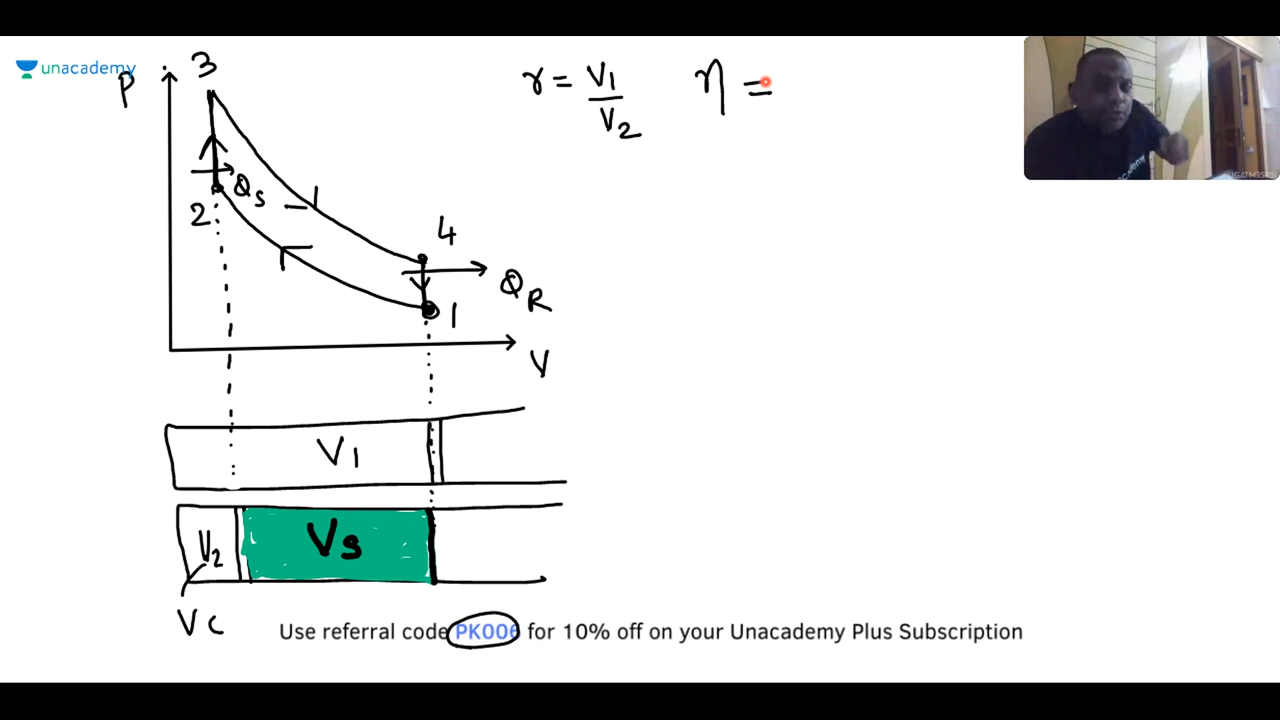 unacademy
P
3
r = V1/V2
η =
Qs
2
4
QR
1
V
V1
V2
Vs
Vc
Use referral code PK006 for 10% off on your Unacademy Plus Subscription